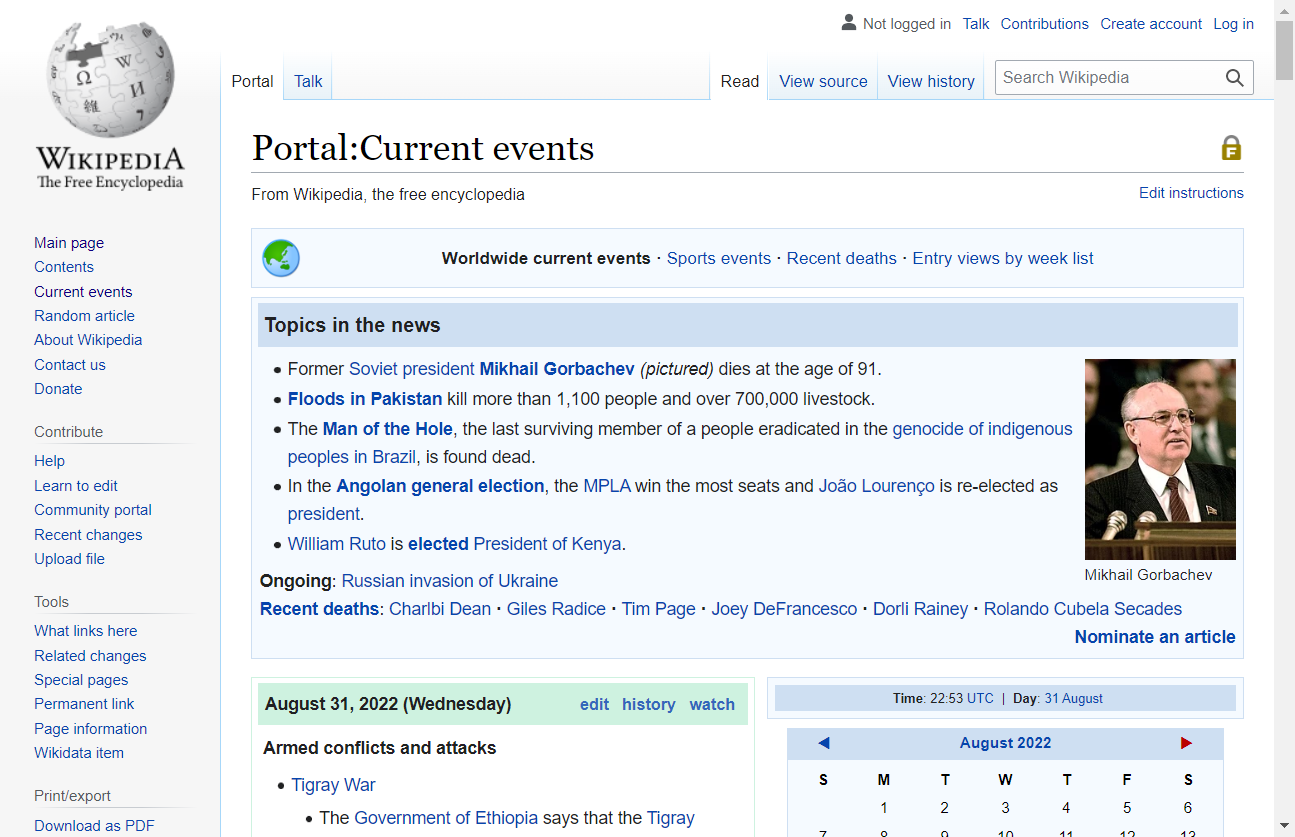 Not logged in Talk Contributions Create account Log in
Portal Talk Read View source View history Search Wikipedia
WIKIPEDIA
The Free Encyclopedia
Portal:Current events
From Wikipedia, the free encyclopedia
Edit instructions
Main page
Contents
Current events
Random article
About Wikipedia
Contact us
Donate
Contribute
Help
Learn to edit
Community portal
Recent changes
Upload file
Tools
What links here
Related changes
Special pages
Permanent link
Page information
Wikidata item
Print/export
Download as PDF
Worldwide current events · Sports events · Recent deaths · Entry views by week list
Topics in the news
• Former Soviet president Mikhail Gorbachev (pictured) dies at the age of 91.
• Floods in Pakistan kill more than 1,100 people and over 700,000 livestock.
• The Man of the Hole, the last surviving member of a people eradicated in the genocide of indigenous
peoples in Brazil, is found dead.
• In the Angolan general election, the MPLA win the most seats and João Lourenço is re-elected as
president.
• William Ruto is elected President of Kenya.
Mikhail Gorbachev
Ongoing: Russian invasion of Ukraine
Recent deaths: Charlbi Dean · Giles Radice · Tim Page · Joey DeFrancesco · Dorli Rainey · Rolando Cubela Secades
Nominate an article
August 31, 2022 (Wednesday) edit history watch
Armed conflicts and attacks
• Tigray War
• The Government of Ethiopia says that the Tigray
Time: 22:53 UTC | Day: 31 August
◀ August 2022 ▶
S M T W T F S
1 2 3 4 5 6
7 8 9 10 11 12 13